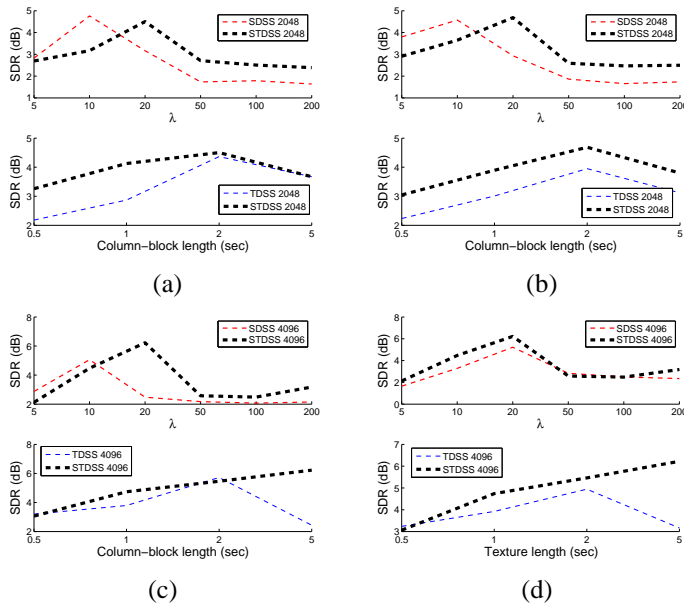 5
4
3
2
1
SDR (dB)
SDSS 2048
STDSS 2048
5 10 20 50 100 200
λ
5
4
3
2
SDR (dB)
TDSS 2048
STDSS 2048
0.5 1 2 5
Column−block length (sec)
(a)
5
4
3
2
1
SDR (dB)
SDSS 2048
STDSS 2048
5 10 20 50 100 200
λ
5
4
3
2
SDR (dB)
TDSS 2048
STDSS 2048
0.5 1 2 5
Column−block length (sec)
(b)
8
6
4
2
SDR (dB)
SDSS 4096
STDSS 4096
5 10 20 50 100 200
λ
8
6
4
2
SDR (dB)
TDSS 4096
STDSS 4096
0.5 1 2 5
Column−block length (sec)
(c)
8
6
4
2
0
SDR (dB)
SDSS 4096
STDSS 4096
5 10 20 50 100 200
λ
7
6
5
4
3
SDR (dB)
TDSS 4096
STDSS 4096
0.5 1 2 5
Texture length (sec)
(d)